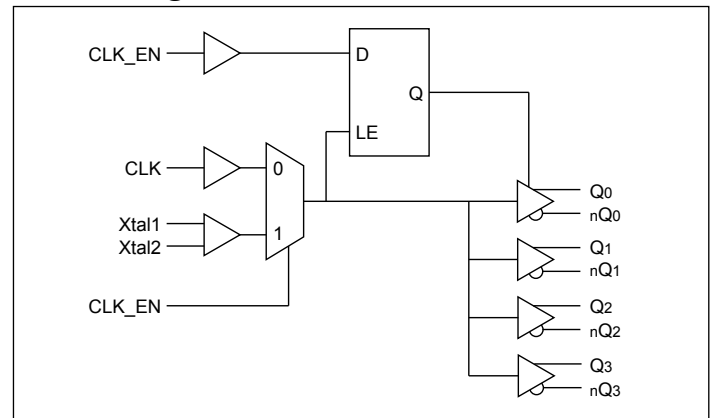 CLK_EN
D
Q
LE
CLK
0
Xtal1
Xtal2
1
CLK_EN
Q0
nQ0
Q1
nQ1
Q2
nQ2
Q3
nQ3